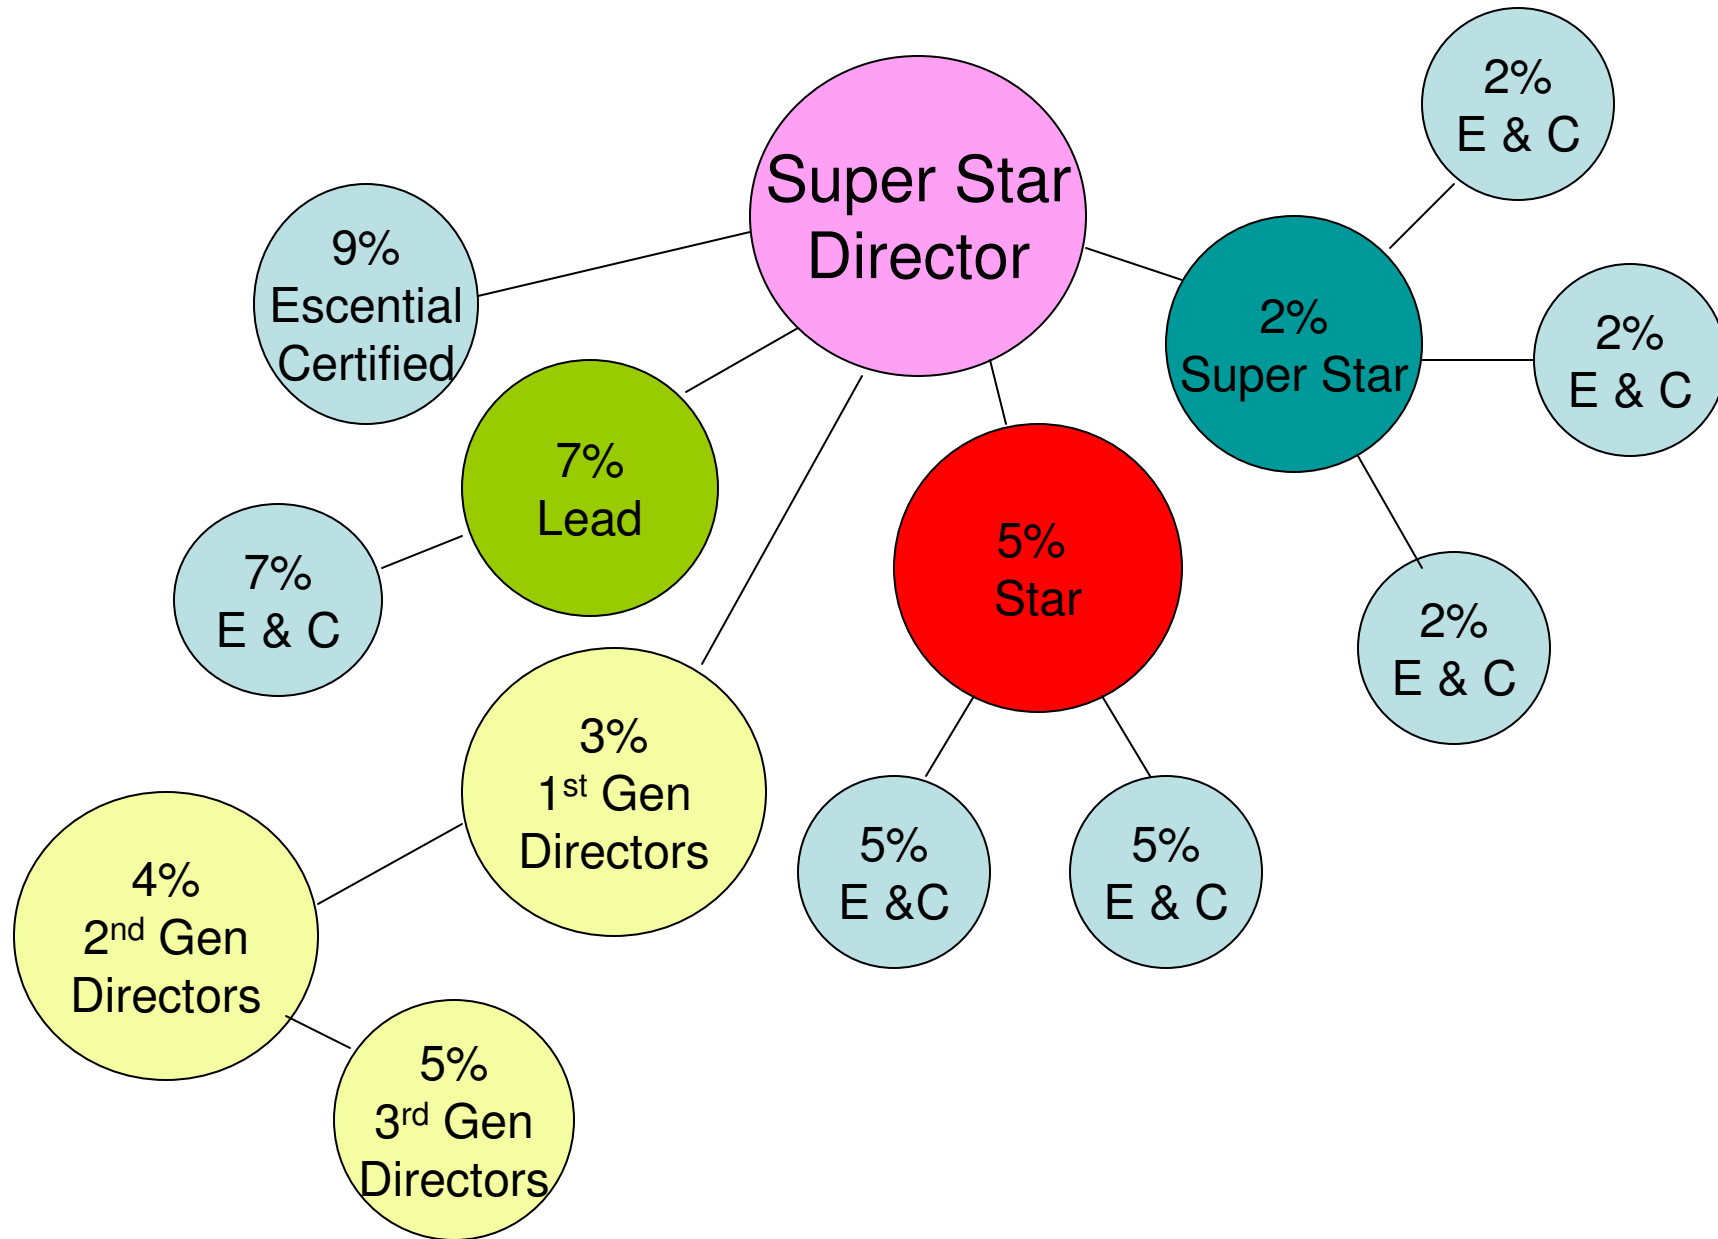 Super Star
Director
9%
Escential
Certified
7%
Lead
7%
E & C
3%
1st Gen
Directors
4%
2nd Gen
Directors
5%
3rd Gen
Directors
5%
Star
5%
E &C
5%
E & C
2%
Super Star
2%
E & C
2%
E & C
2%
E & C